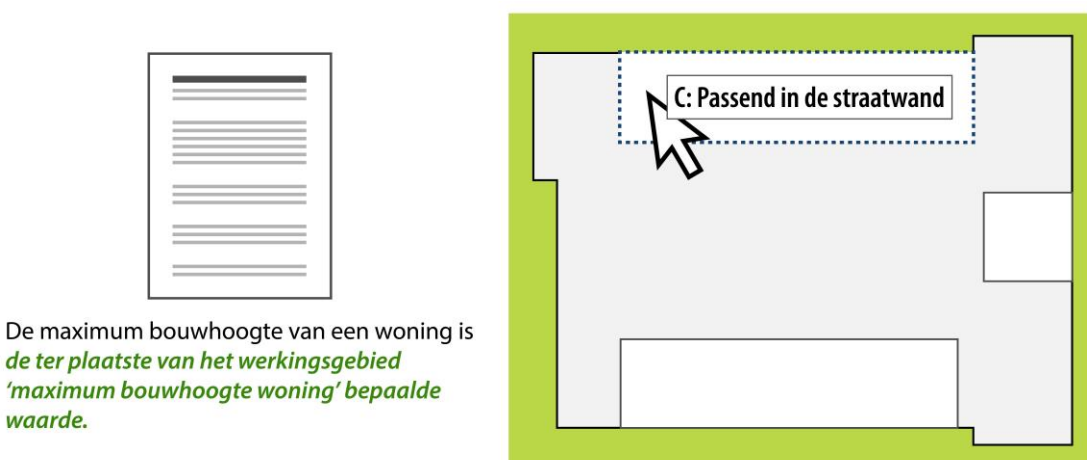 De maximum bouwhoogte van een woning is
de ter plaatste van het werkingsgebied
‘maximum bouwhoogte woning’ bepaalde
waarde.
C: Passend in de straatwand